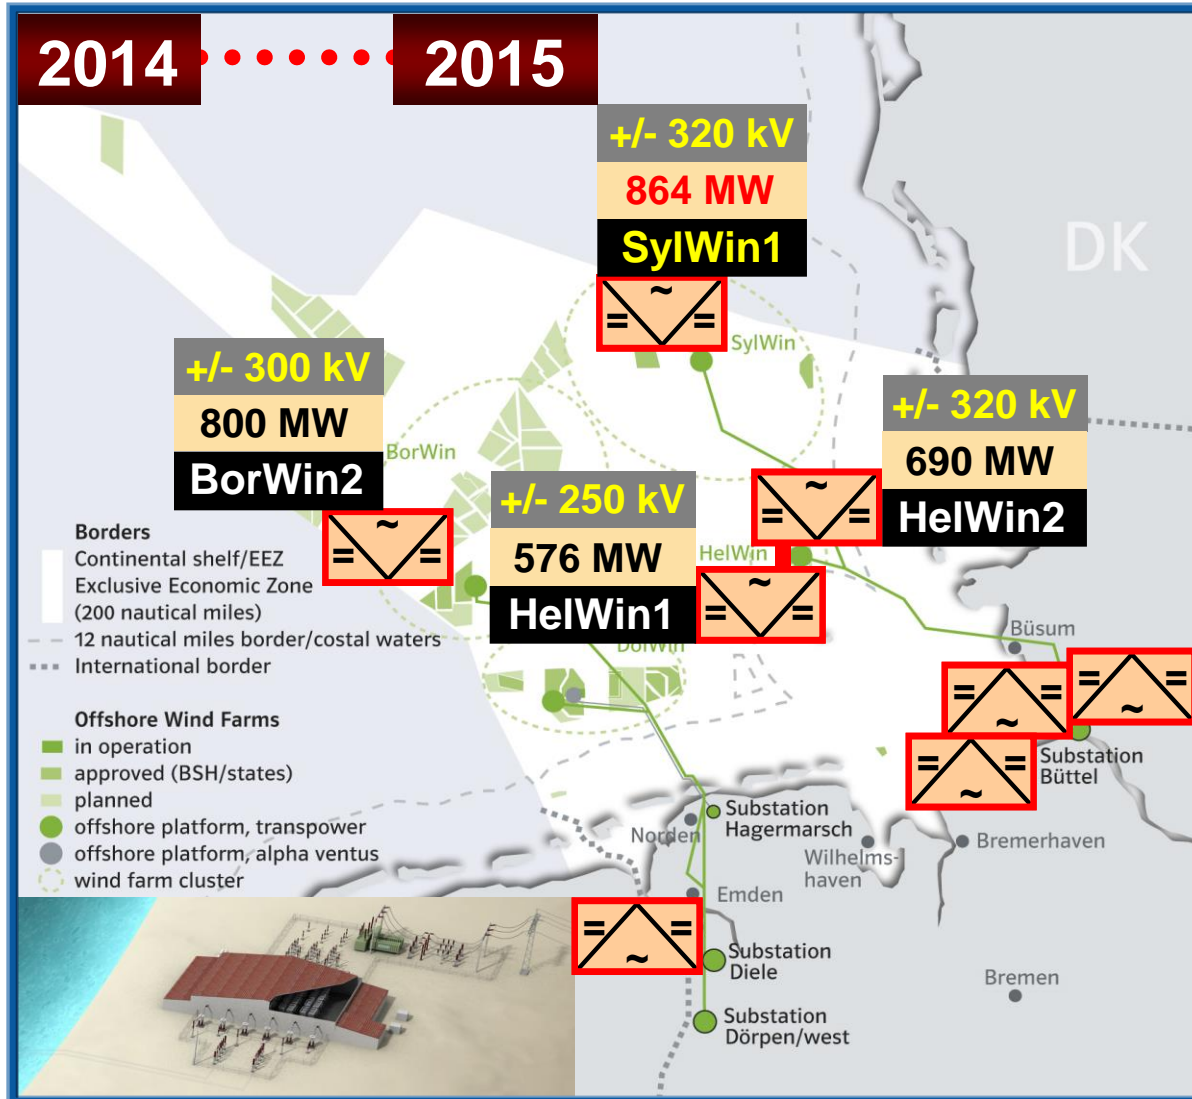 2014
2015
+/- 320 kV
864 MW
SylWin1
~
= =
DK
SylWin
+/- 300 kV
800 MW
BorWin2
BorWin
~
= =
+/- 320 kV
690 MW
HelWin2
~
= =
+/- 250 kV
576 MW
HelWin1
HelWin
~
= =
DolWin
Borders
Continental shelf/EEZ
Exclusive Economic Zone
(200 nautical miles)
12 nautical miles border/costal waters
International border
Offshore Wind Farms
in operation
approved (BSH/states)
planned
offshore platform, transpower
offshore platform, alpha ventus
wind farm cluster
Büsum
= =
~
= =
~
= =
~
Substation
Büttel
Substation
Hagermarsch
Norden
Wilhelms-
haven
Bremerhaven
Emden
= =
~
Substation
Diele
Bremen
Substation
Dörpen/west